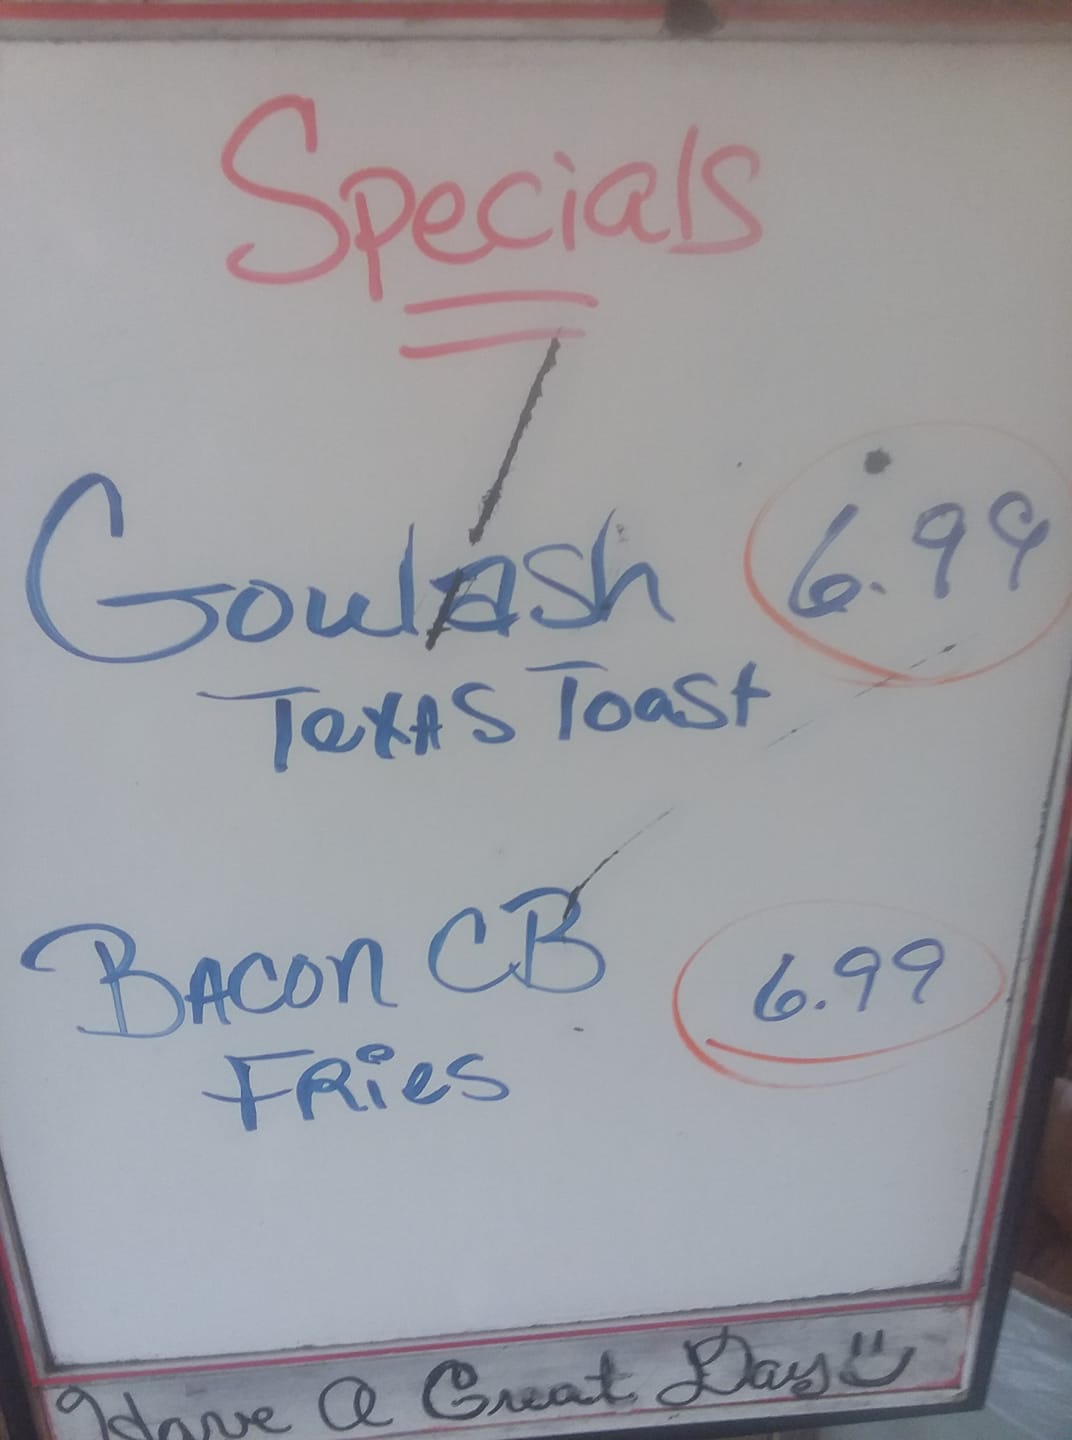 Specials
Goulash 6.99
Texas Toast
Bacon CB 6.99
Fries
Have A Great Day